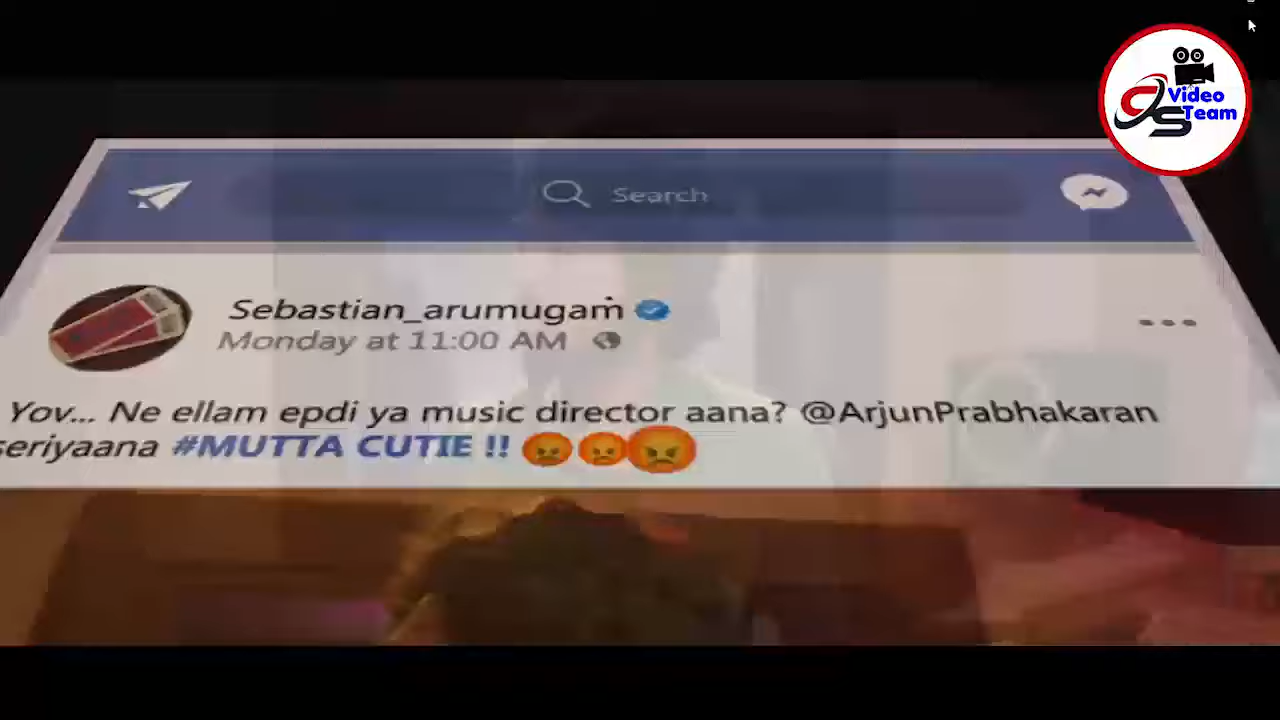 Video
Team
Search
Sebastian_arumugam
Monday at 11:00 AM
Yov... Ne ellam epdi ya music director aana? @ArjunPrabhakaran
seriyaana #MUTTA CUTIE !! 😡😡😡